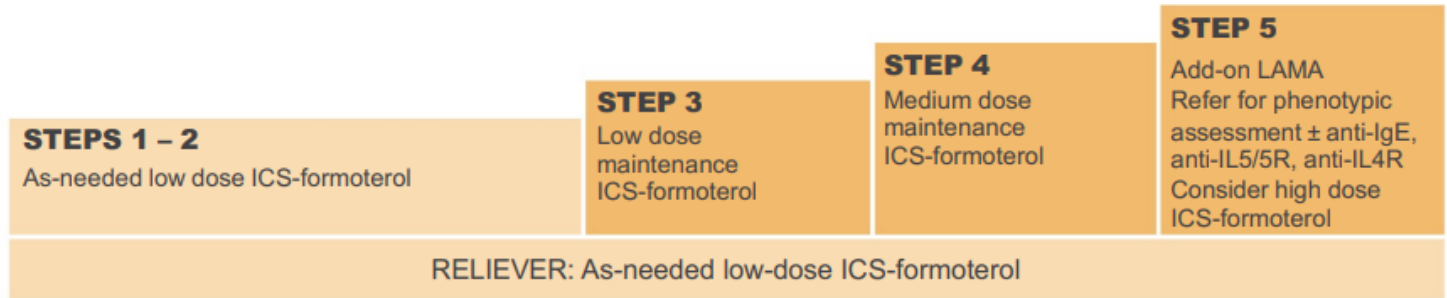 STEPS 1 – 2
As-needed low dose ICS-formoterol
STEP 3
Low dose
maintenance
ICS-formoterol
STEP 4
Medium dose
maintenance
ICS-formoterol
STEP 5
Add-on LAMA
Refer for phenotypic
assessment ± anti-IgE,
anti-IL5/5R, anti-IL4R
Consider high dose
ICS-formoterol
RELIEVER: As-needed low-dose ICS-formoterol